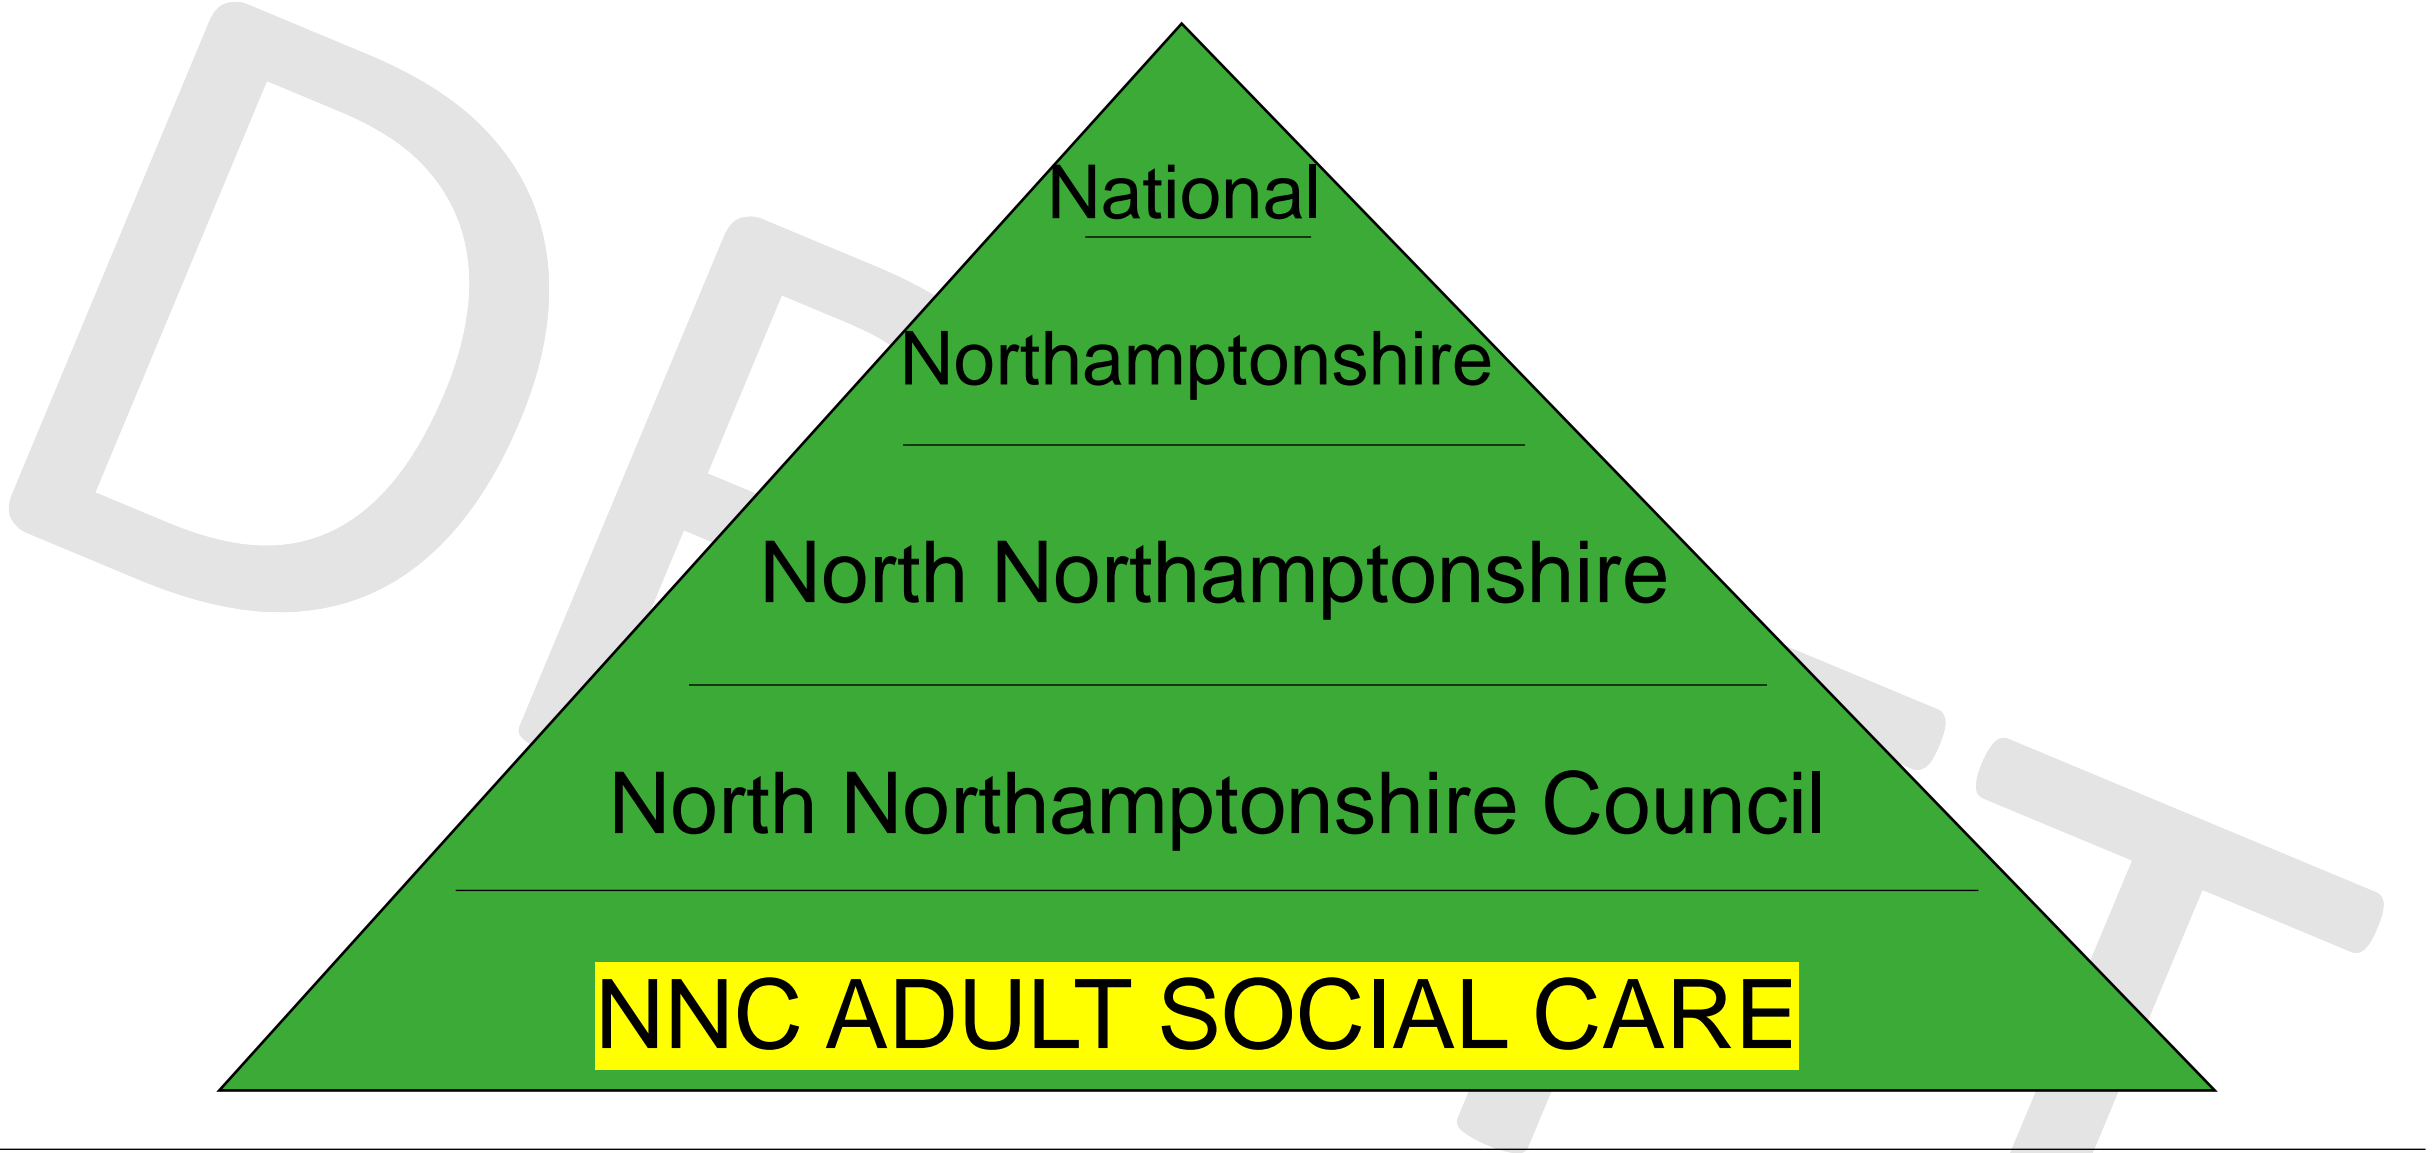 National
Northamptonshire
North Northamptonshire
North Northamptonshire Council
NNC ADULT SOCIAL CARE